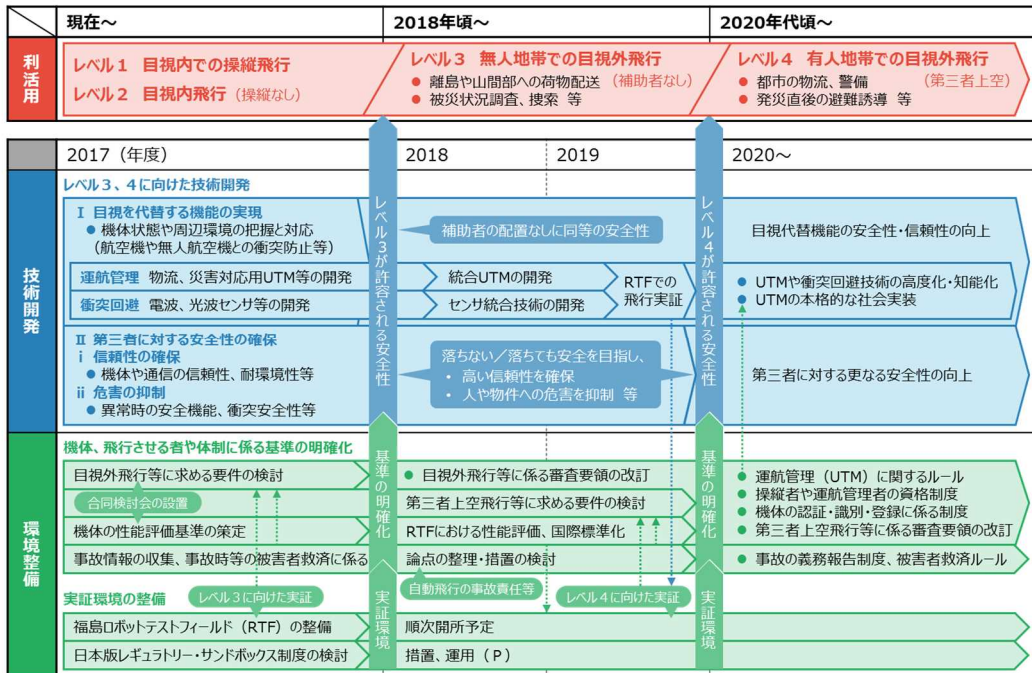 現在～
2018年頃～
2020年代頃～
利活用
レベル１ 目視内での操縦飛行
レベル２ 目視内飛行（操縦なし）
レベル３ 無人地帯での目視外飛行
● 離島や山間部への荷物配送（補助者なし）
● 被災状況調査、捜索 等
レベル４ 有人地帯での目視外飛行
● 都市の物流、警備（第三者上空）
● 発災直後の避難誘導 等
2017（年度）
2018
2019
2020～
技術開発
レベル３、４に向けた技術開発
Ⅰ 目視を代替する機能の実現
● 機体状態や周辺環境の把握と対応
（航空機や無人航空機との衝突防止等）
補助者の配置なしに同等の安全性
目視代替機能の安全性・信頼性の向上
運航管理 物流、災害対応用UTM等の開発
統合UTMの開発
衝突回避 電波、光波センサ等の開発
センサ統合技術の開発
RTFでの
飛行実証
● UTMや衝突回避技術の高度化・知能化
● UTMの本格的な社会実装
Ⅱ 第三者に対する安全性の確保
ⅰ 信頼性の確保
● 機体や通信の信頼性、耐環境性等
ⅱ 危害の抑制
● 異常時の安全機能、衝突安全性等
落ちない／落ちても安全を目指し、
・ 高い信頼性を確保
・ 人や物件への危害を抑制 等
第三者に対する更なる安全性の向上
レベル３が許容される安全性
レベル４が許容される安全性
環境整備
機体、飛行させる者や体制に係る基準の明確化
目視外飛行等に求める要件の検討
● 目視外飛行等に係る審査要領の改訂
合同検討会の設置
第三者上空飛行等に求める要件の検討
機体の性能評価基準の策定
RTFにおける性能評価、国際標準化
● 運航管理（UTM）に関するルール
● 操縦者や運航管理者の資格制度
● 機体の認証・識別・登録に係る制度
● 第三者上空飛行等に係る審査要領の改訂
事故情報の収集、事故時等の被害者救済に係る
論点の整理・措置の検討
● 事故の義務報告制度、被害者救済ルール
自動飛行の事故責任等
基準の明確化
基準の明確化
実証環境の整備
レベル３に向けた実証
レベル４に向けた実証
福島ロボットテストフィールド（RTF）の整備
順次開所予定
日本版レギュラトリー・サンドボックス制度の検討
措置、運用（Ｐ）
実証環境
実証環境